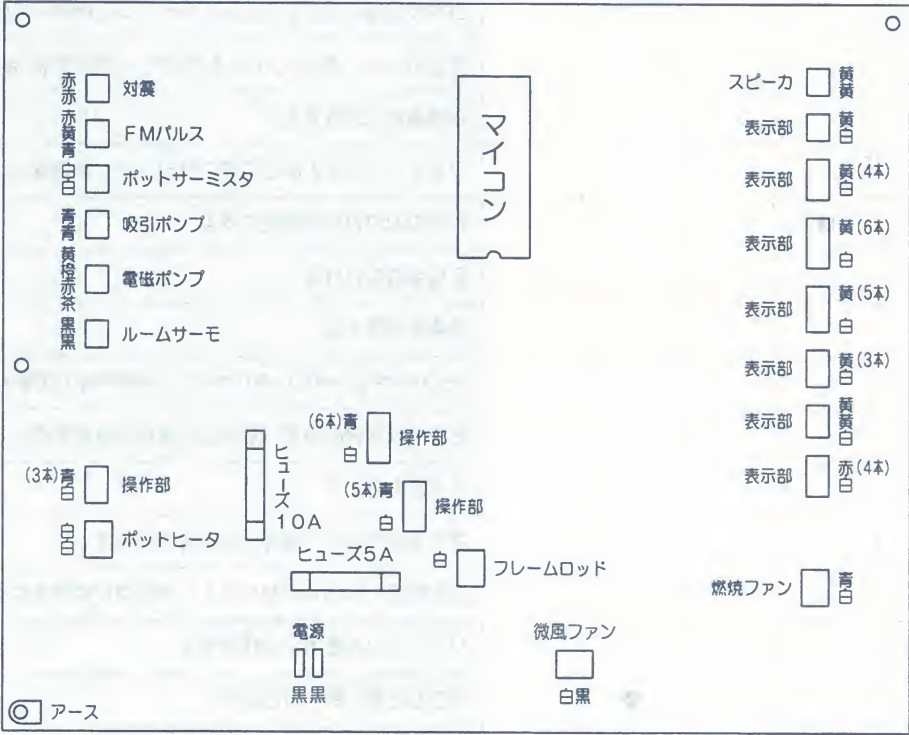 赤赤 対震
赤黄青 FMパルス
白白 ポットサーミスタ
青青 吸引ポンプ
黄橙赤茶 電磁ポンプ
黒黒 ルームサーモ
マイコン
スピーカ 黄黄
表示部 黄白
表示部 黄(4本)白
表示部 黄(6本)白
表示部 黄(5本)白
表示部 黄(3本)白
表示部 黄黄白
表示部 赤(4本)白
(6本)青白 操作部
(5本)青白 操作部
ヒューズ
10A
(3本)青白 操作部
白白 ポットヒータ
ヒューズ5A
白 フレームロッド
燃焼ファン 青白
電源
黒黒
微風ファン
白黒
アース